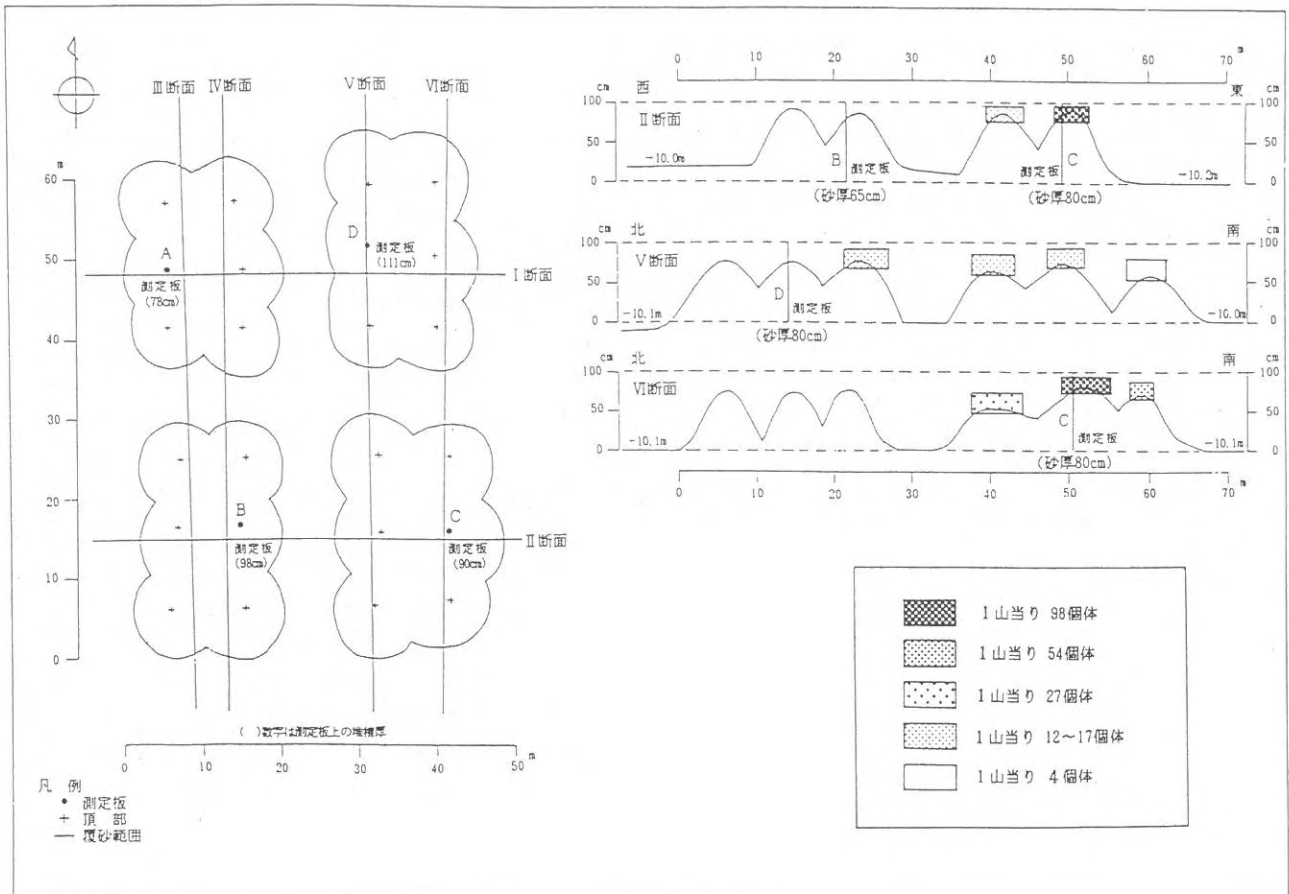 III断面 IV断面 V断面 VI断面
m
60
50
40
30
20
10
0
A
測定板
(78cm)
D
測定板
(111cm)
I断面
B
測定板
(98cm)
C
測定板
(90cm)
II断面
( )数字は測定板上の堆積厚
0 10 20 30 40 50 m
凡例
測定板
頂部
覆砂範囲
0 10 20 30 40 50 60 70 m
cm 西 東 cm
100 II断面 100
50 B 測定板 測定板 C 50
-10.0m -10.2m
0 0
(砂厚65cm) (砂厚80cm)
cm 北 南 cm
100 V断面 100
50 D 測定板 50
-10.1m -10.0m
0 0
(砂厚80cm)
cm 北 南 cm
100 VI断面 100
50 C 測定板 50
-10.1m -10.1m
0 0
(砂厚80cm)
0 10 20 30 40 50 60 70 m
1山当り 98個体
1山当り 54個体
1山当り 27個体
1山当り 12~17個体
1山当り 4個体